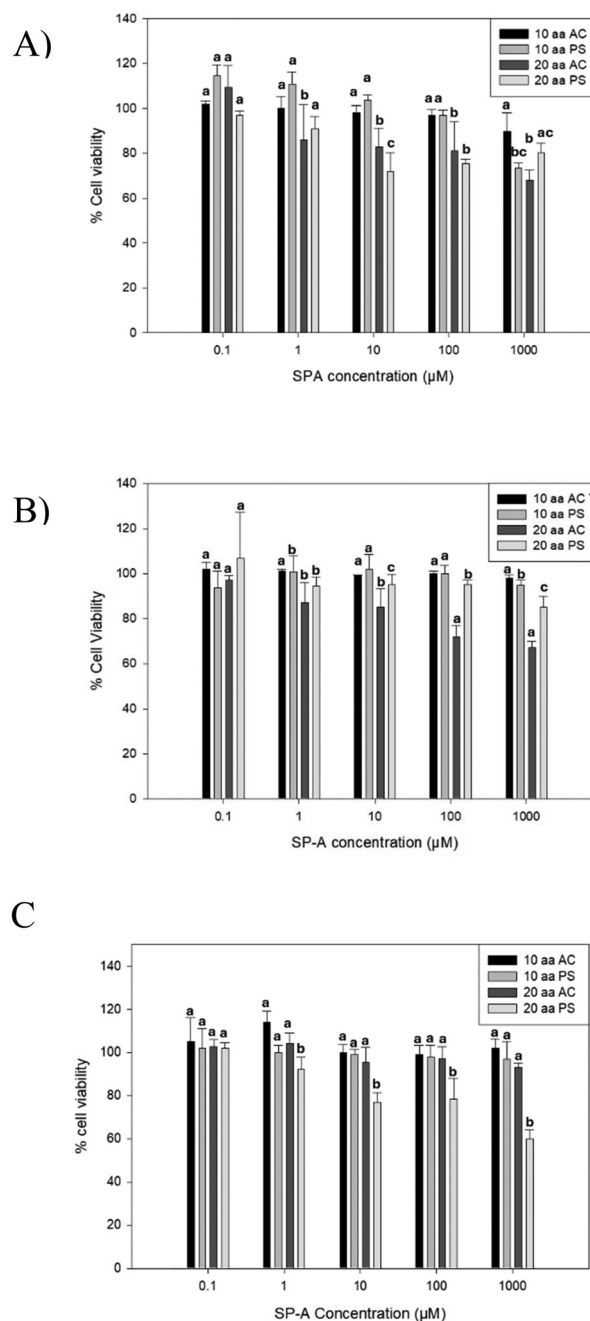 A)
140
120
100
80
60
40
20
0
% Cell viability
10 aa AC
10 aa PS
20 aa AC
20 aa PS
a a a a
a a b a
a a b c
a a b b
a bc b ac
0.1 1 10 100 1000
SPA concentration (µM)
B)
140
120
100
80
60
40
20
0
% Cell Viability
10 aa AC
10 aa PS
20 aa AC
20 aa PS
a a a a
a b b b
a a b c
a a a b
a b a c
0.1 1 10 100 1000
SP-A concentration (µM)
C
140
120
100
80
60
40
20
0
% cell viability
10 aa AC
10 aa PS
20 aa AC
20 aa PS
a a a a
a a a b
a a a b
a a a b
a a a b
0.1 1 10 100 1000
SP-A Concentration (µM)